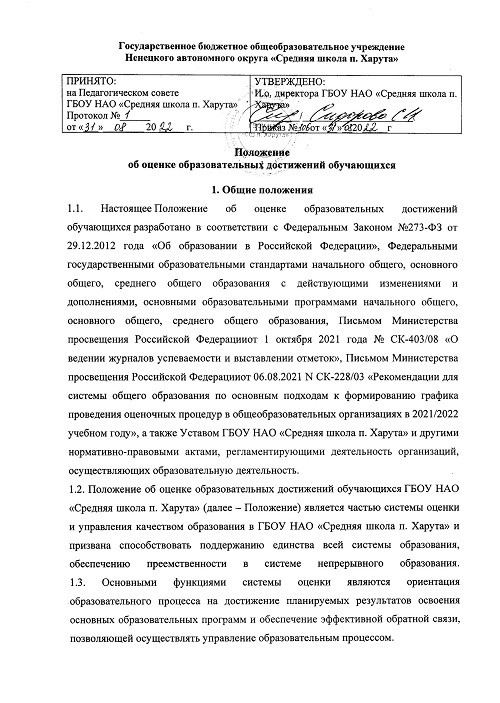 Государственное бюджетное общеобразовательное учреждение
Ненецкого автономного округа «Средняя школа п. Харута»
ПРИНЯТО:
на Педагогическом совете
ГБОУ НАО «Средняя школа п. Харута»
Протокол № 1
от «31» 08 2022 г.
УТВЕРЖДЕНО:
И.о. директора ГБОУ НАО «Средняя школа п.
Харута»
Сидорова С.И.
Приказ № от «31» 08 2022 г
Положение
об оценке образовательных достижений обучающихся
1. Общие положения
1.1. Настоящее Положение об оценке образовательных достижений
обучающихся разработано в соответствии с Федеральным Законом №273-ФЗ от
29.12.2012 года «Об образовании в Российской Федерации», Федеральными
государственными образовательными стандартами начального общего, основного
общего, среднего общего образования с действующими изменениями и
дополнениями, основными образовательными программами начального общего,
основного общего, среднего общего образования, Письмом Министерства
просвещения Российской Федерацииот 1 октября 2021 года № СК-403/08 «О
ведении журналов успеваемости и выставлении отметок», Письмом Министерства
просвещения Российской Федерацииот 06.08.2021 N СК-228/03 «Рекомендации для
системы общего образования по основным подходам к формированию графика
проведения оценочных процедур в общеобразовательных организациях в 2021/2022
учебном году», а также Уставом ГБОУ НАО «Средняя школа п. Харута» и другими
нормативно-правовыми актами, регламентирующими деятельность организаций,
осуществляющих образовательную деятельность.
1.2. Положение об оценке образовательных достижений обучающихся ГБОУ НАО
«Средняя школа п. Харута» (далее – Положение) является частью системы оценки
и управления качеством образования в ГБОУ НАО «Средняя школа п. Харута» и
призвана способствовать поддержанию единства всей системы образования,
обеспечению преемственности в системе непрерывного образования.
1.3. Основными функциями системы оценки являются ориентация
образовательного процесса на достижение планируемых результатов освоения
основных образовательных программ и обеспечение эффективной обратной связи,
позволяющей осуществлять управление образовательным процессом.